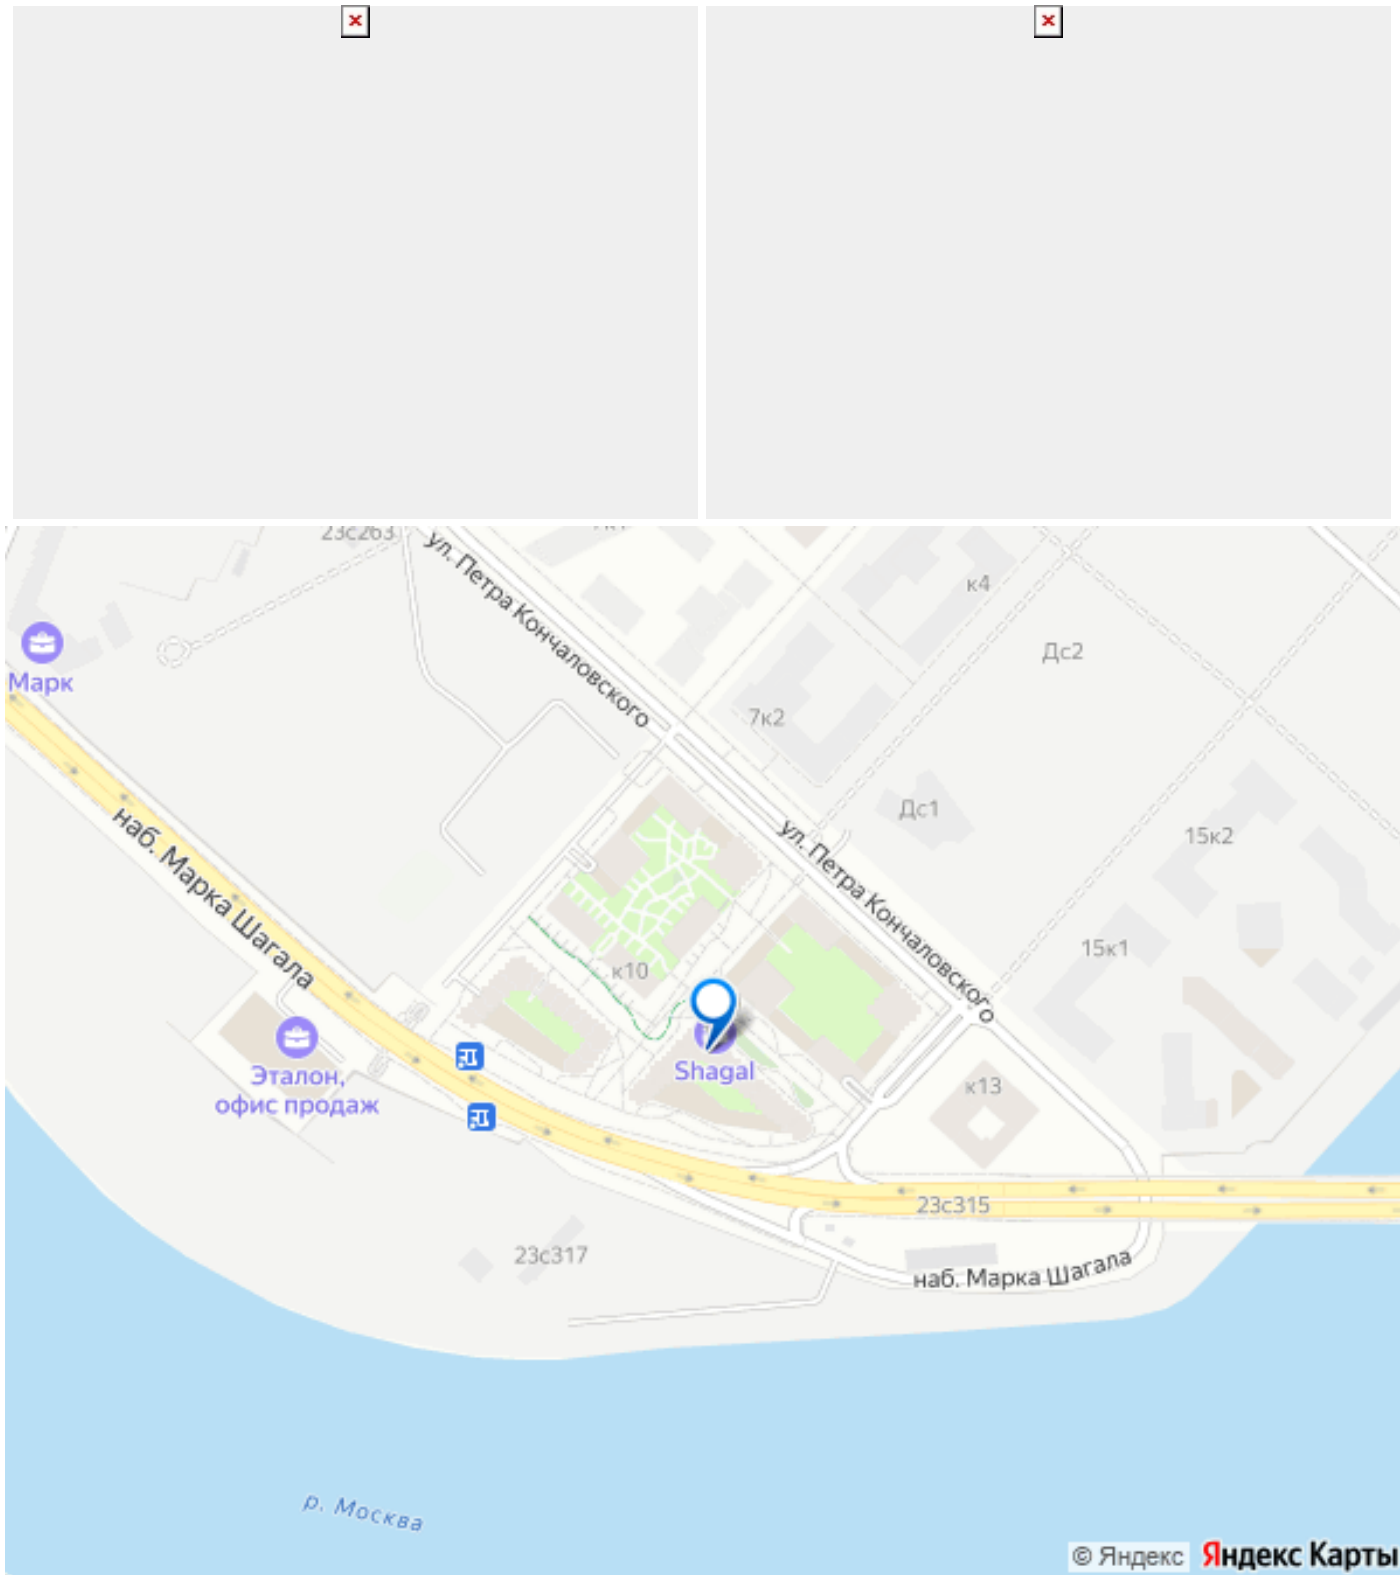 23с263
ул. Петра Кончаловского
к4
Дс2
Марк
7к2
Дс1
15к2
наб. Марка Шагала
ул. Петра Кончаловского
15к1
к10
Эталон,
офис продаж
Shagal
к13
23с315
23с317
наб. Марка Шагала
р. Москва
© Яндекс Яндекс Карты